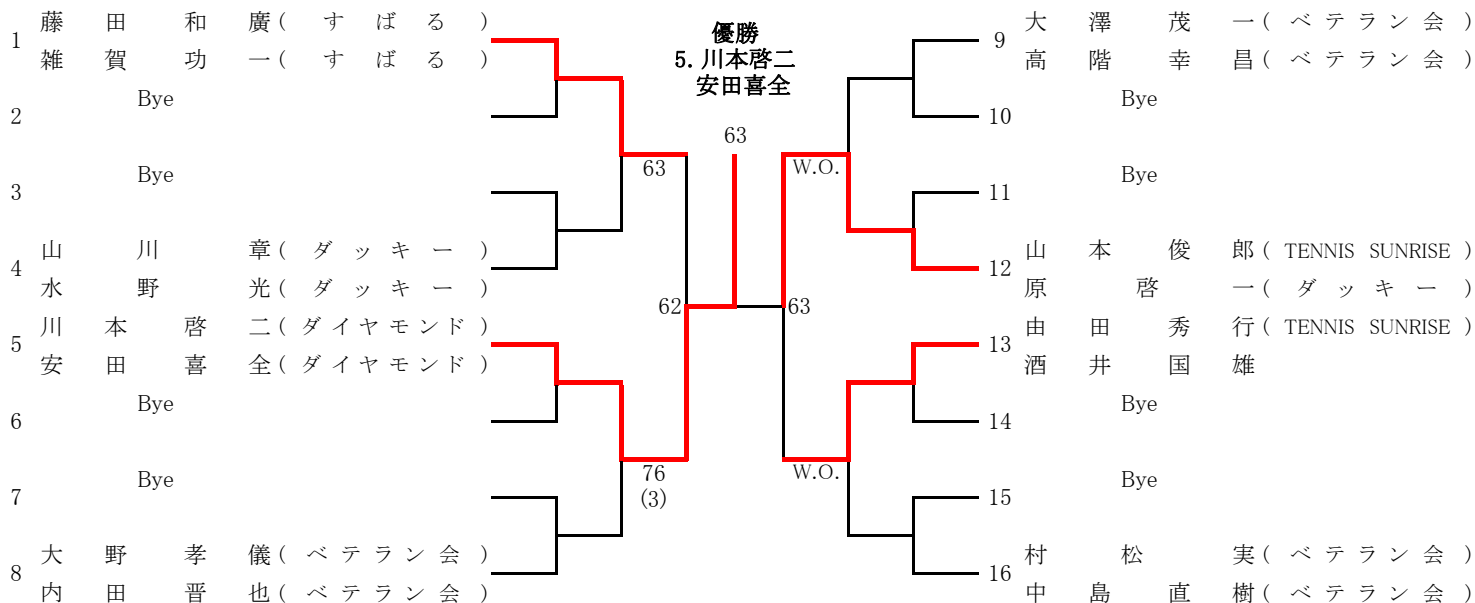 藤田和廣(すばる)
1
雑賀功一(すばる)
Bye
2
Bye
3
山川章(ダッキー)
4
水野光(ダッキー)
川本啓二(ダイヤモンド)
5
安田喜全(ダイヤモンド)
Bye
6
Bye
7
大野孝儀(ベテラン会)
8
内田晋也(ベテラン会)
63
76
(3)
62
優勝
5.川本啓二
安田喜全
63
63
W.O.
W.O.
大澤茂一(ベテラン会)
9
高階幸昌(ベテラン会)
Bye
10
Bye
11
山本俊郎(TENNIS SUNRISE)
12
原啓一(ダッキー)
由田秀行(TENNIS SUNRISE)
13
酒井国雄
Bye
14
Bye
15
村松実(ベテラン会)
16
中島直樹(ベテラン会)